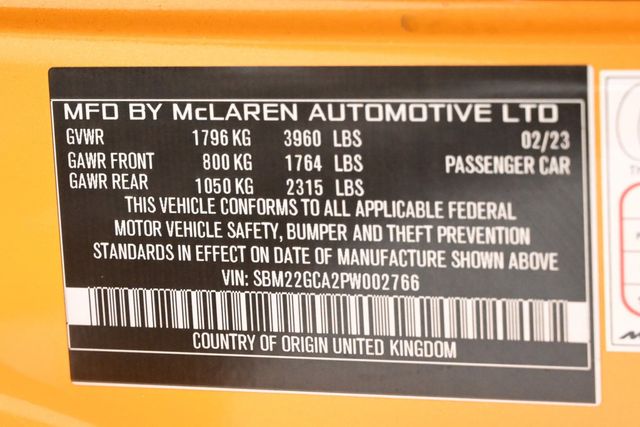 MFD BY McLAREN AUTOMOTIVE LTD
GVWR 1796 KG 3960 LBS 02/23
GAWR FRONT 800 KG 1764 LBS PASSENGER CAR
GAWR REAR 1050 KG 2315 LBS
THIS VEHICLE CONFORMS TO ALL APPLICABLE FEDERAL
MOTOR VEHICLE SAFETY, BUMPER AND THEFT PREVENTION
STANDARDS IN EFFECT ON DATE OF MANUFACTURE SHOWN ABOVE
VIN: SBM22GCA2PW002766
COUNTRY OF ORIGIN UNITED KINGDOM